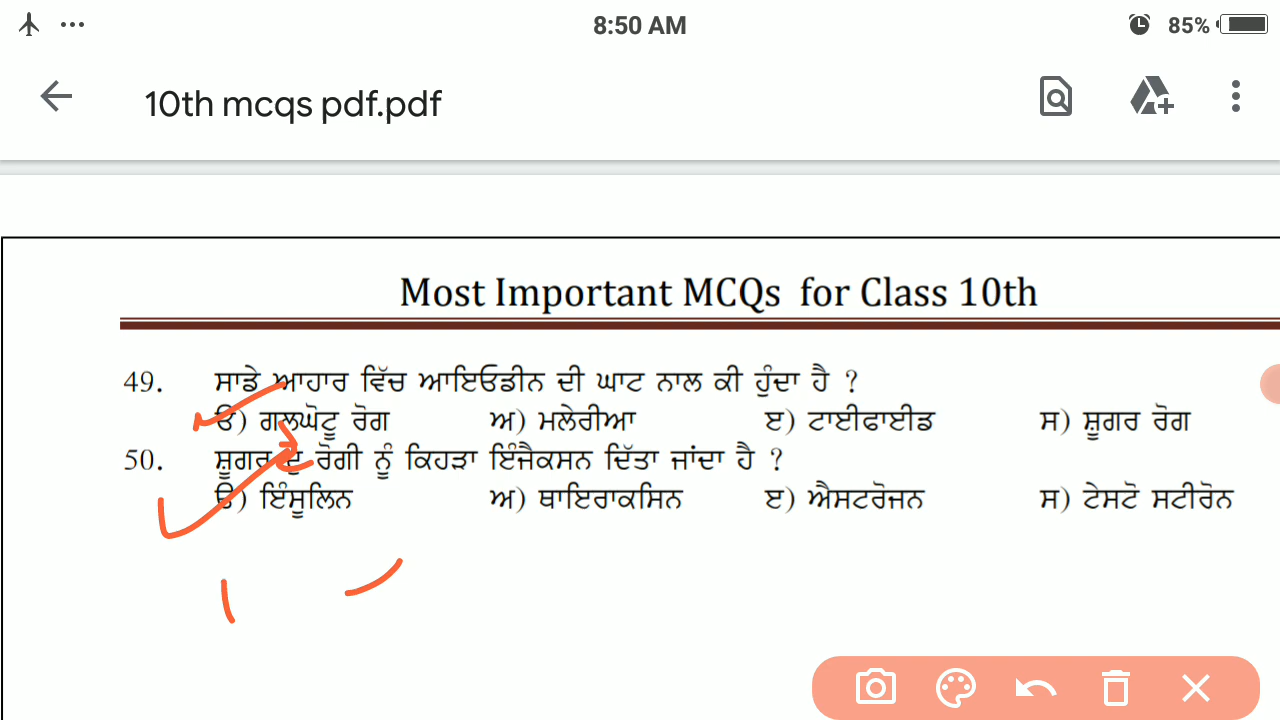 8:50 AM
85%
10th mcqs pdf.pdf
Most Important MCQs for Class 10th
49. ਸਾਡੇ ਆਹਾਰ ਵਿੱਚ ਆਇਓਡੀਨ ਦੀ ਘਾਟ ਨਾਲ ਕੀ ਹੁੰਦਾ ਹੈ ?
ੳ) ਗਲਘੋਟੂ ਰੋਗ ਅ) ਮਲੇਰੀਆ ੲ) ਟਾਈਫਾਈਡ ਸ) ਸ਼ੂਗਰ ਰੋਗ
50. ਸ਼ੂਗਰ ਦੇ ਰੋਗੀ ਨੂੰ ਕਿਹੜਾ ਇੰਜੈਕਸਨ ਦਿੱਤਾ ਜਾਂਦਾ ਹੈ ?
ੳ) ਇੰਸੂਲਿਨ ਅ) ਥਾਇਰਾਕਸਿਨ ੲ) ਐਸਟਰੋਜਨ ਸ) ਟੇਸਟੋ ਸਟੀਰੋਨ